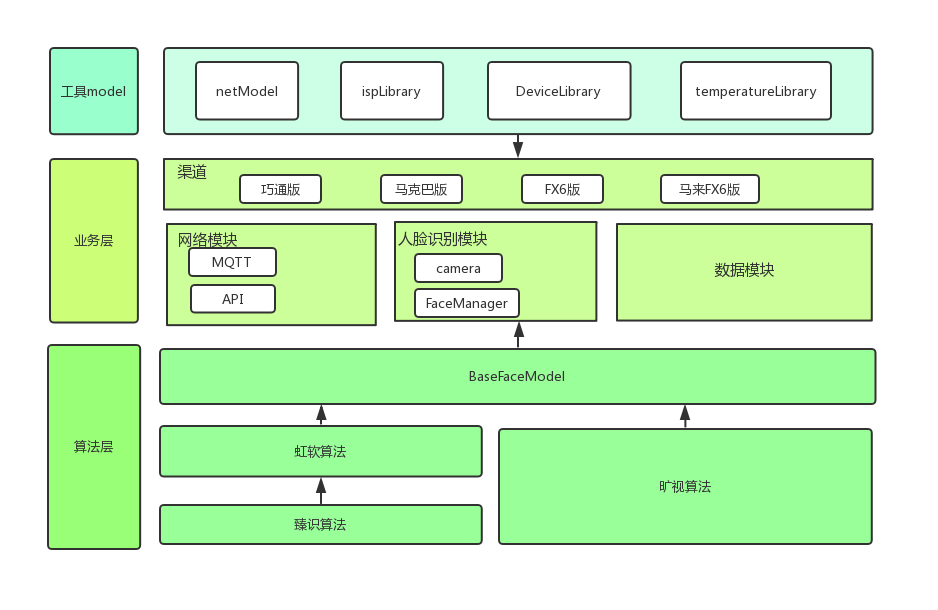 工具model
netModel
ispLibrary
DeviceLibrary
temperatureLibrary
业务层
渠道
巧通版
马克巴版
FX6版
马来FX6版
网络模块
MQTT
API
人脸识别模块
camera
FaceManager
数据模块
算法层
BaseFaceModel
虹软算法
旷视算法
臻识算法